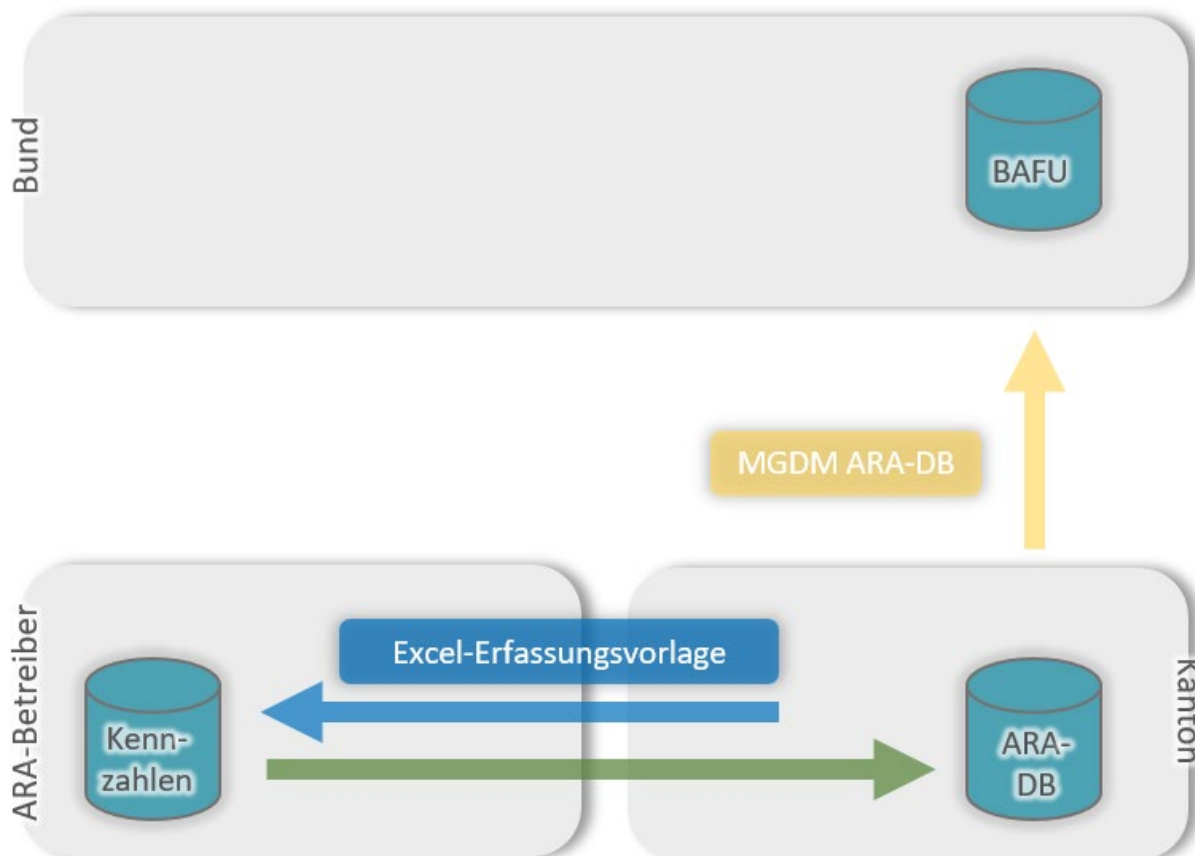 Bund
BAFU
MGDM ARA-DB
ARA-Betreiber
Excel-Erfassungsvorlage
Kenn-
zahlen
ARA-
DB
Kanton